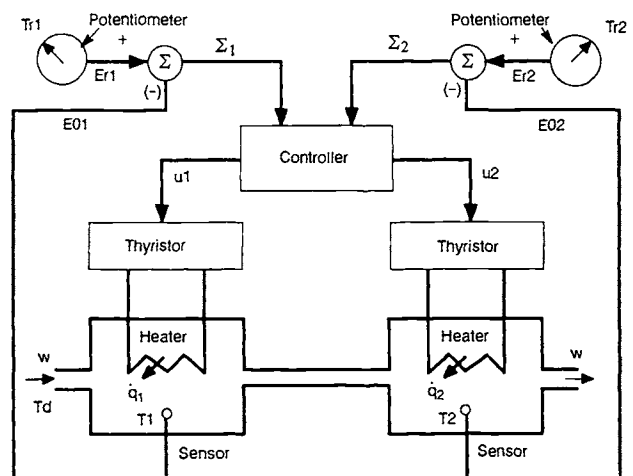 Tr1 Potentiometer Potentiometer Tr2
+ Σ1 Σ2 +
Er1 Σ Σ Er2
(-) (-)
E01 E02
Controller
u1 u2
Thyristor Thyristor
Heater Heater
w w
q̇1 q̇2
Td T1 T2
Sensor Sensor